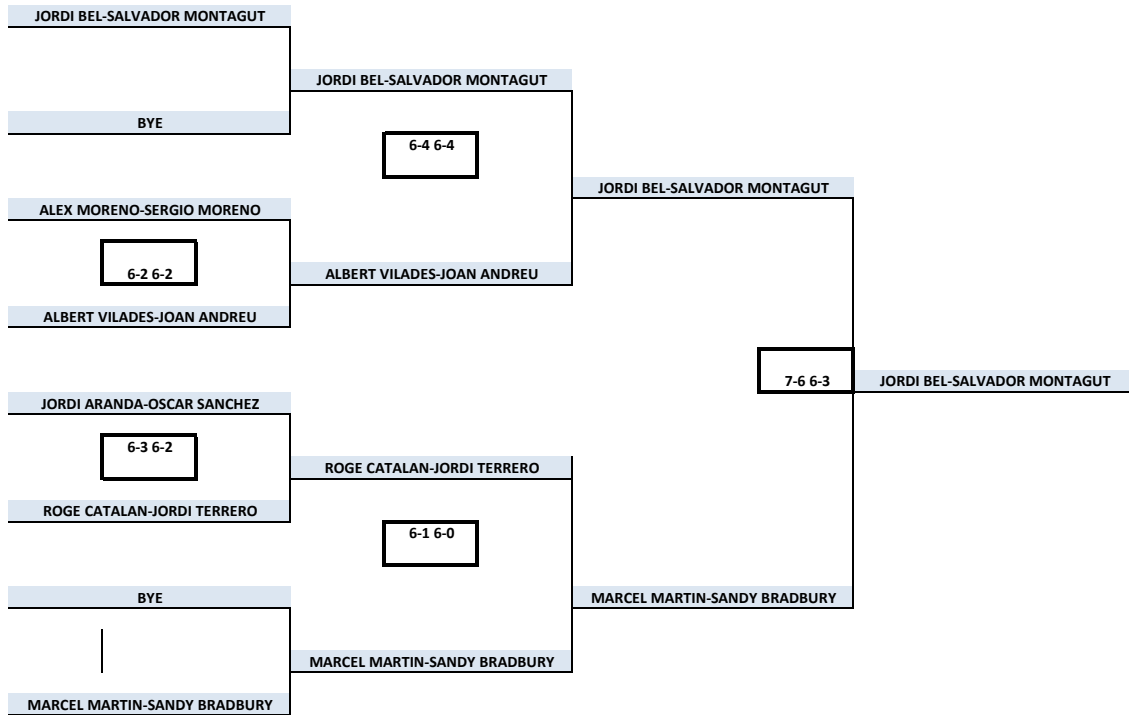 JORDI BEL-SALVADOR MONTAGUT
JORDI BEL-SALVADOR MONTAGUT
BYE
6-4 6-4
JORDI BEL-SALVADOR MONTAGUT
ALEX MORENO-SERGIO MORENO
6-2 6-2
ALBERT VILADES-JOAN ANDREU
ALBERT VILADES-JOAN ANDREU
7-6 6-3
JORDI BEL-SALVADOR MONTAGUT
JORDI ARANDA-OSCAR SANCHEZ
6-3 6-2
ROGE CATALAN-JORDI TERRERO
ROGE CATALAN-JORDI TERRERO
6-1 6-0
BYE
MARCEL MARTIN-SANDY BRADBURY
MARCEL MARTIN-SANDY BRADBURY
MARCEL MARTIN-SANDY BRADBURY